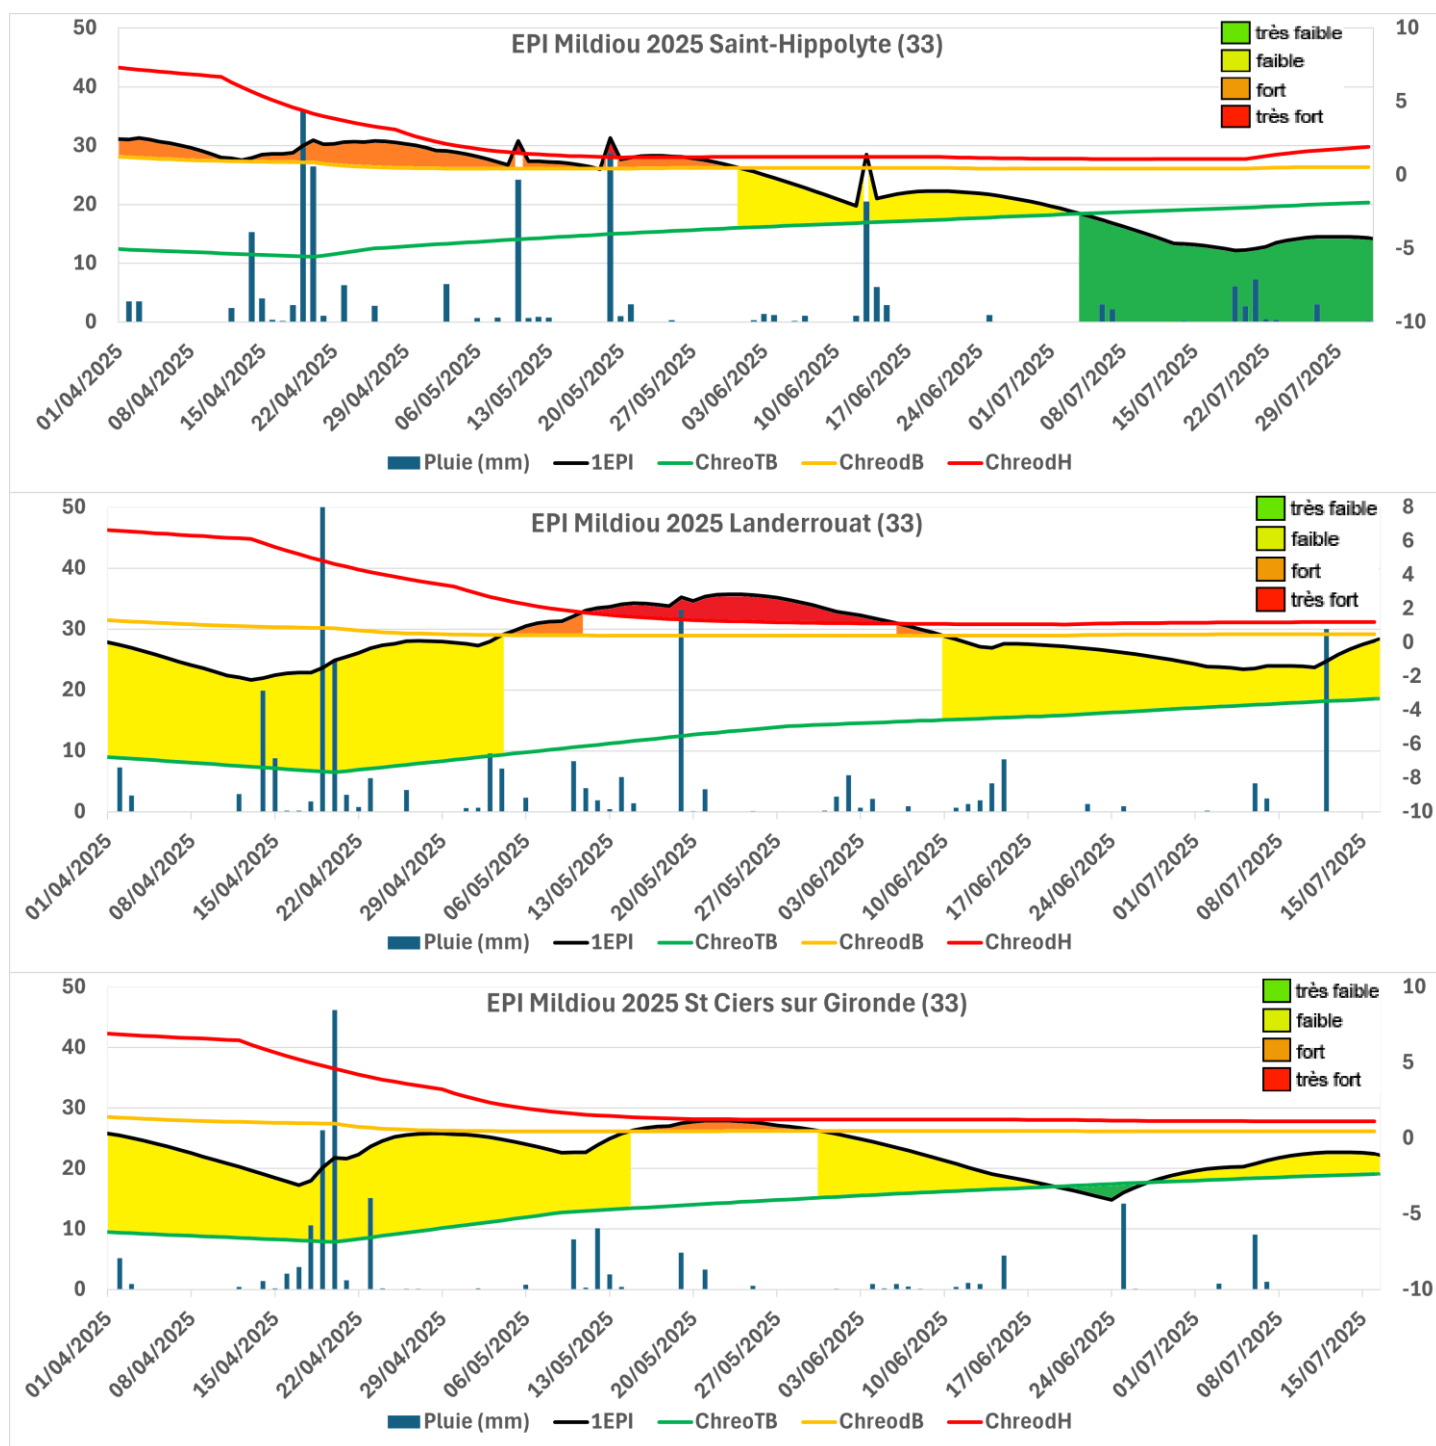 EPI Mildiou 2025 Saint-Hippolyte (33)
très faible
faible
fort
très fort
50
40
30
20
10
0
10
5
0
-5
-10
01/04/2025 08/04/2025 15/04/2025 22/04/2025 29/04/2025 06/05/2025 13/05/2025 20/05/2025 27/05/2025 03/06/2025 10/06/2025 17/06/2025 24/06/2025 01/07/2025 08/07/2025 15/07/2025 22/07/2025 29/07/2025
Pluie (mm) 1EPI ChreoTB ChreodB ChreodH
EPI Mildiou 2025 Landerrouat (33)
très faible
faible
fort
très fort
50
40
30
20
10
0
8
6
4
2
0
-2
-4
-6
-8
-10
01/04/2025 08/04/2025 15/04/2025 22/04/2025 29/04/2025 06/05/2025 13/05/2025 20/05/2025 27/05/2025 03/06/2025 10/06/2025 17/06/2025 24/06/2025 01/07/2025 08/07/2025 15/07/2025
Pluie (mm) 1EPI ChreoTB ChreodB ChreodH
EPI Mildiou 2025 St Ciers sur Gironde (33)
très faible
faible
fort
très fort
50
40
30
20
10
0
10
5
0
-5
-10
01/04/2025 08/04/2025 15/04/2025 22/04/2025 29/04/2025 06/05/2025 13/05/2025 20/05/2025 27/05/2025 03/06/2025 10/06/2025 17/06/2025 24/06/2025 01/07/2025 08/07/2025 15/07/2025
Pluie (mm) 1EPI ChreoTB ChreodB ChreodH